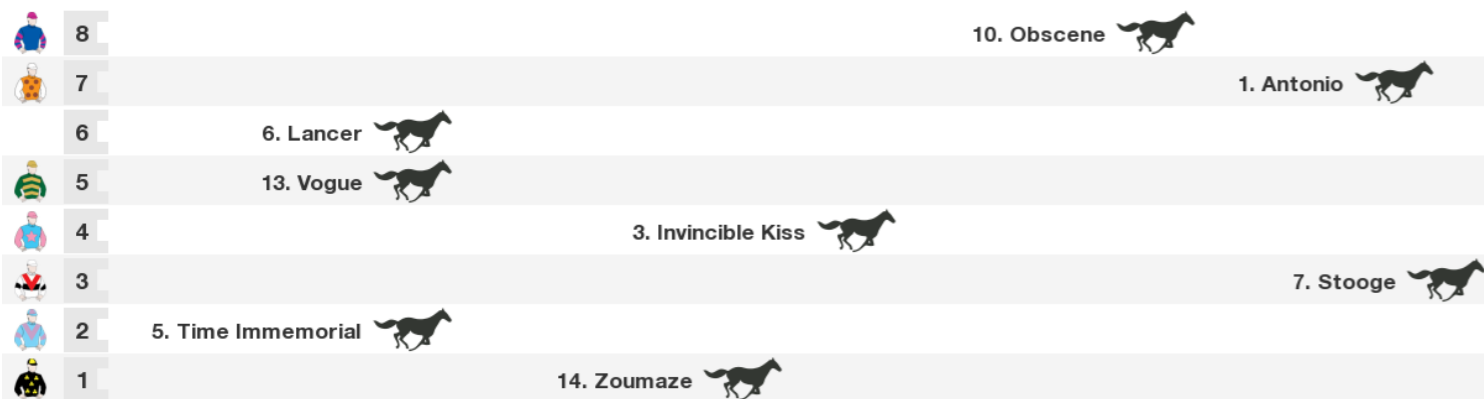 8 10. Obscene
7 1. Antonio
6 6. Lancer
5 13. Vogue
4 3. Invincible Kiss
3 7. Stooge
2 5. Time Immemorial
1 14. Zoumaze